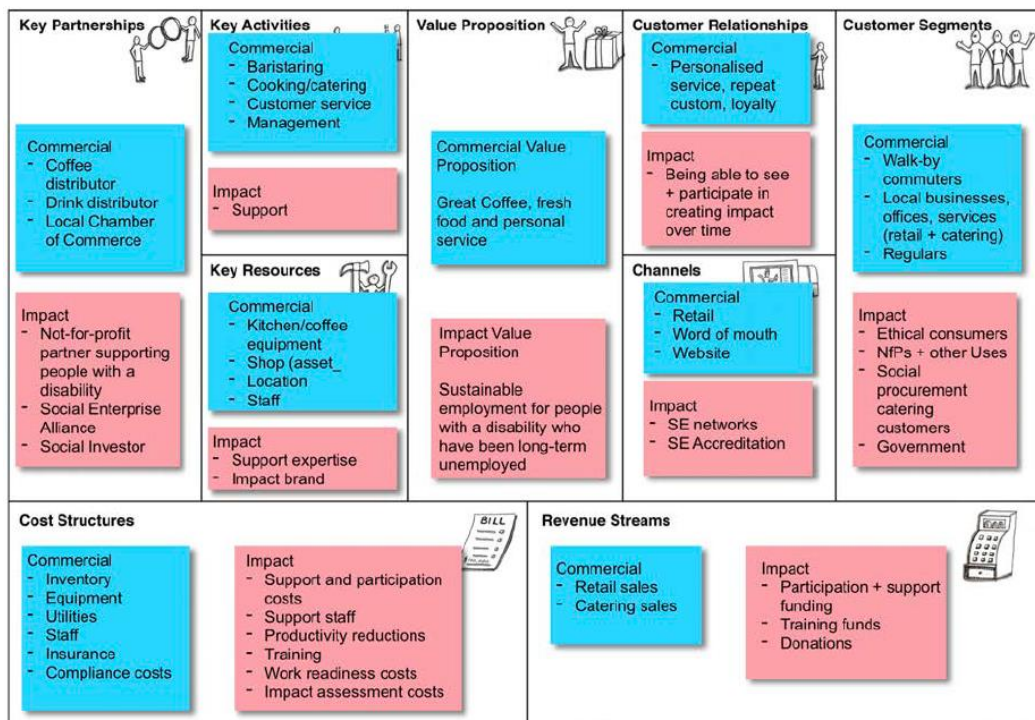 Key Partnerships
Commercial
- Coffee
distributor
- Drink distributor
- Local Chamber
of Commerce
Impact
- Not-for-profit
partner supporting
people with a
disability
- Social Enterprise
Alliance
- Social Investor
Key Activities
Commercial
- Baristaring
- Cooking/catering
- Customer service
- Management
Impact
- Support
Key Resources
Commercial
- Kitchen/coffee
equipment
- Shop (asset_
- Location
- Staff
Impact
- Support expertise
- Impact brand
Value Proposition
Commercial Value
Proposition
Great Coffee, fresh
food and personal
service
Impact Value
Proposition
Sustainable
employment for people
with a disability who
have been long-term
unemployed
Customer Relationships
Commercial
- Personalised
service, repeat
custom, loyalty
Impact
- Being able to see
+ participate in
creating impact
over time
Channels
Commercial
- Retail
- Word of mouth
- Website
Impact
- SE networks
- SE Accreditation
Customer Segments
Commercial
- Walk-by
commuters
- Local businesses,
offices, services
(retail + catering)
- Regulars
Impact
- Ethical consumers
- NfPs + other Uses
- Social
procurement
catering
customers
- Government
Cost Structures
BILL
Commercial
- Inventory
- Equipment
- Utilities
- Staff
- Insurance
- Compliance costs
Impact
- Support and participation
costs
- Support staff
- Productivity reductions
- Training
- Work readiness costs
- Impact assessment costs
Revenue Streams
Commercial
- Retail sales
- Catering sales
Impact
- Participation + support
funding
- Training funds
- Donations